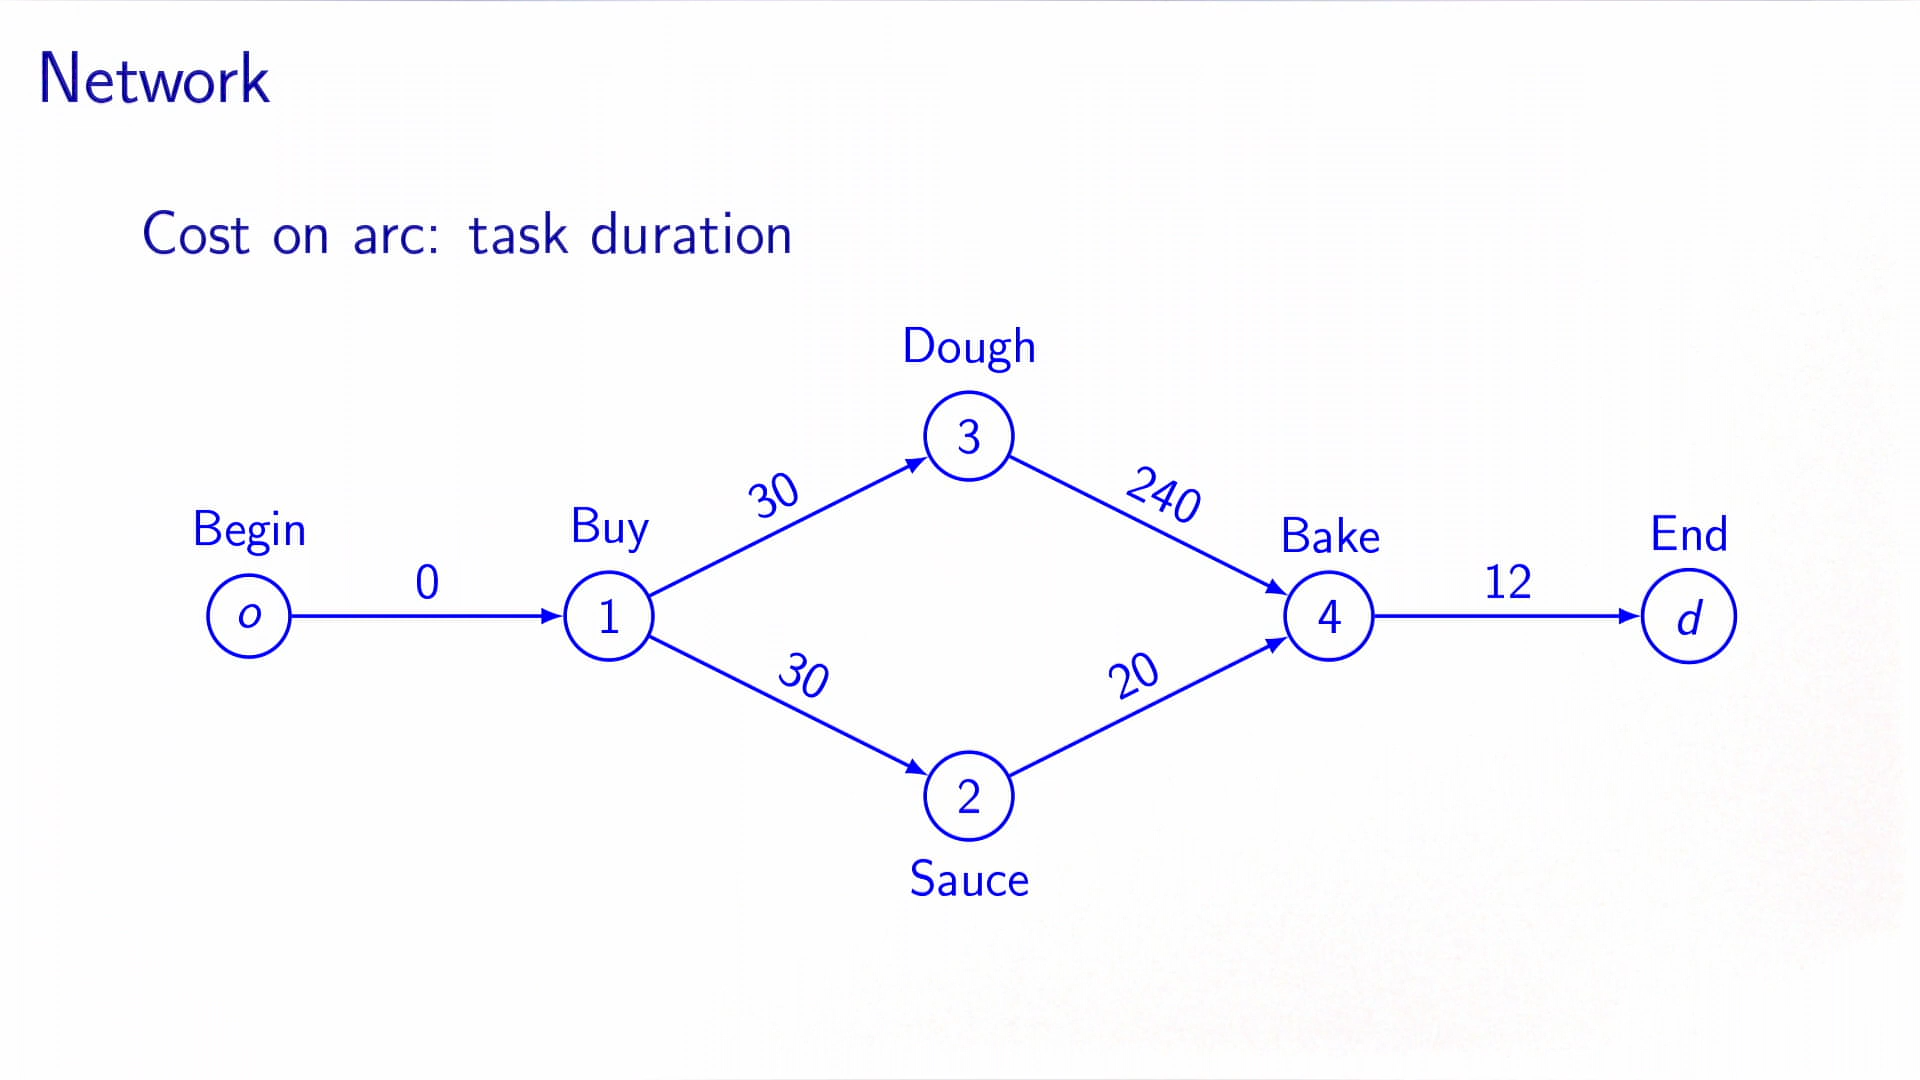 Network
Cost on arc: task duration
Dough
3
30
240
Begin
Buy
Bake
End
0
12
o
1
4
d
30
20
2
Sauce